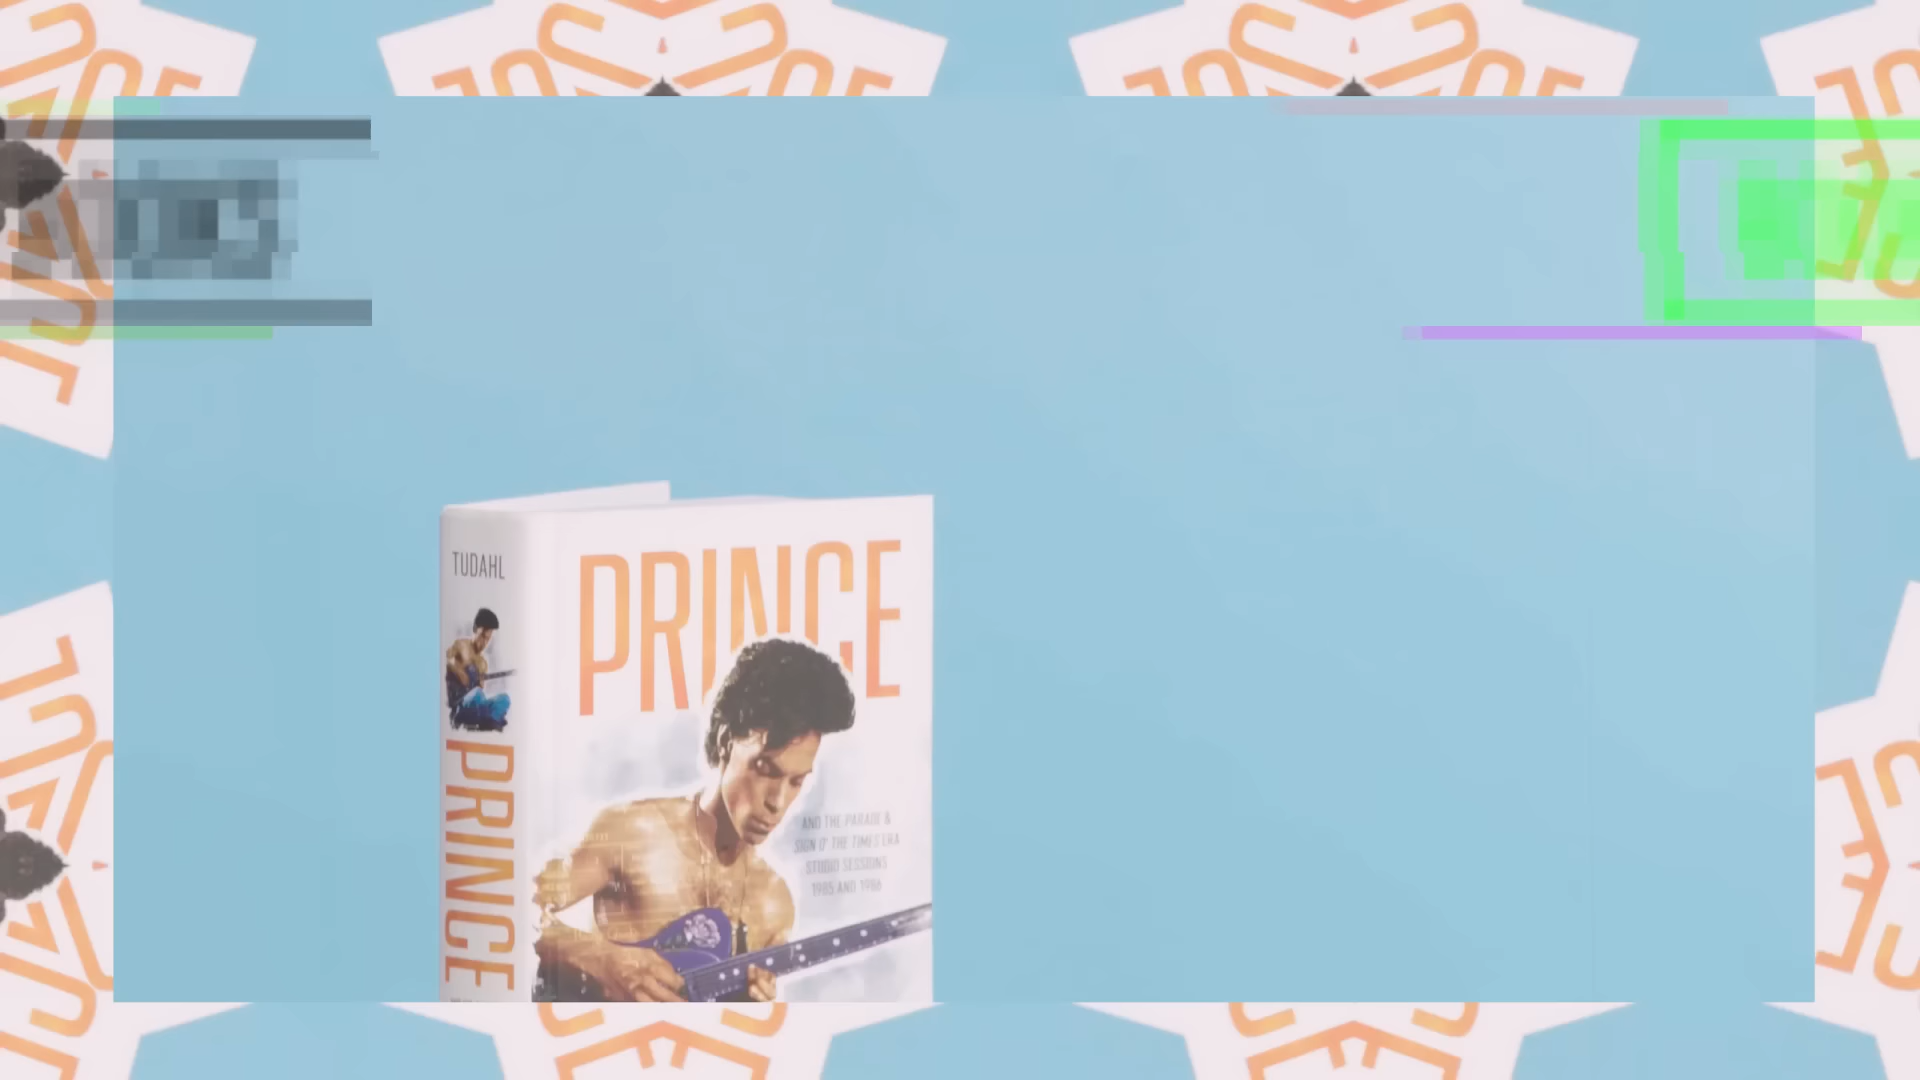 TUDAHL
PRINCE
PRINCE
AND THE PARADE &
SIGN O' THE TIMES ERA
STUDIO SESSIONS
1985 AND 1986